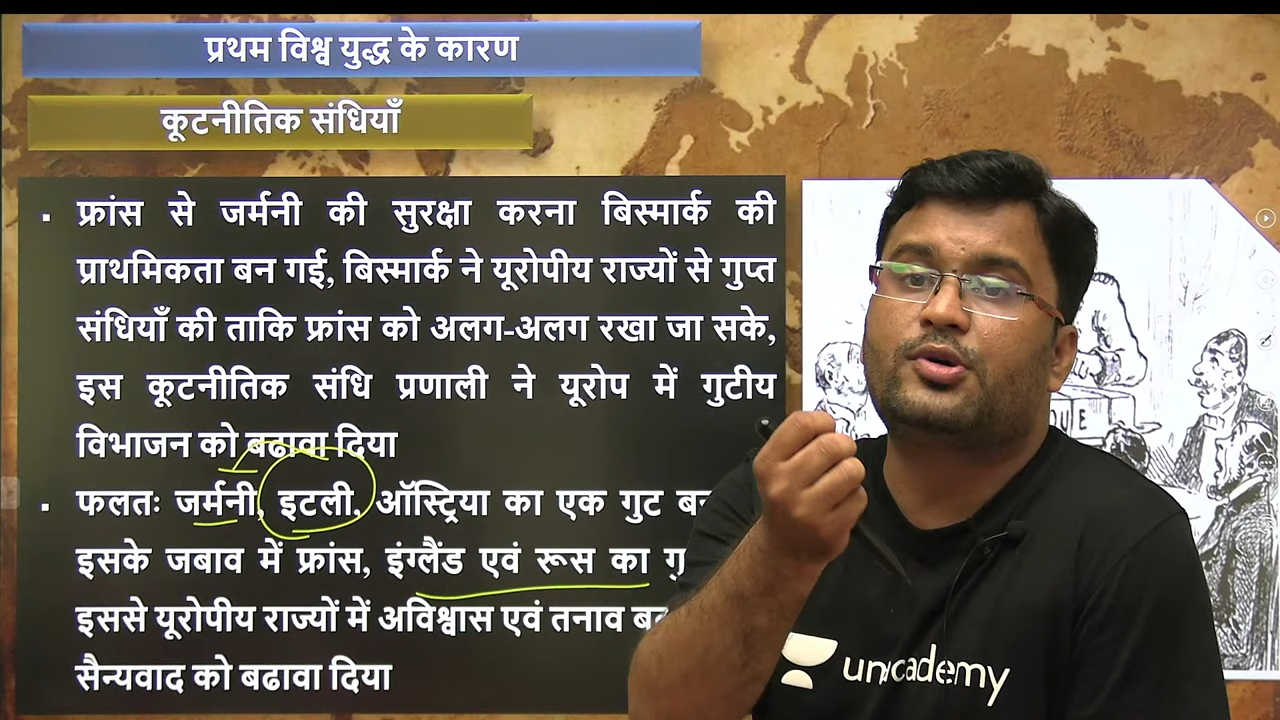 प्रथम विश्व युद्ध के कारण
कूटनीतिक संधियाँ
▪ फ्रांस से जर्मनी की सुरक्षा करना बिस्मार्क की
प्राथमिकता बन गई, बिस्मार्क ने यूरोपीय राज्यों से गुप्त
संधियाँ की ताकि फ्रांस को अलग-अलग रखा जा सके,
इस कूटनीतिक संधि प्रणाली ने यूरोप में गुटीय
विभाजन को बढावा दिया
▪ फलतः जर्मनी, इटली, ऑस्ट्रिया का एक गुट
इसके जबाव में फ्रांस, इंग्लैंड एवं रूस का
इससे यूरोपीय राज्यों में अविश्वास एवं तनाव
सैन्यवाद को बढावा दिया
unacademy